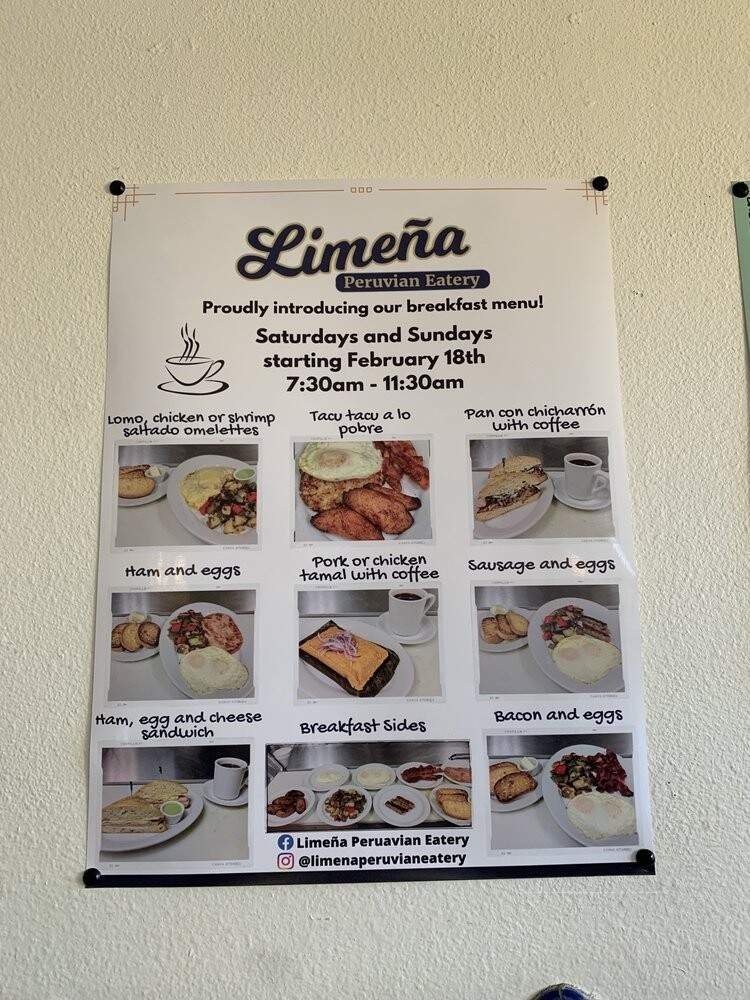 Limeña
Peruvian Eatery
Proudly introducing our breakfast menu!
Saturdays and Sundays
starting February 18th
7:30am - 11:30am
Lomo, chicken or shrimp
saltado omelettes
Tacu tacu a lo
pobre
Pan con chicharrón
with coffee
Ham and eggs
Pork or chicken
tamal with coffee
Sausage and eggs
Ham, egg and cheese
sandwich
Breakfast Sides
Bacon and eggs
Limeña Peruavian Eatery
@limenaperuvianeatery